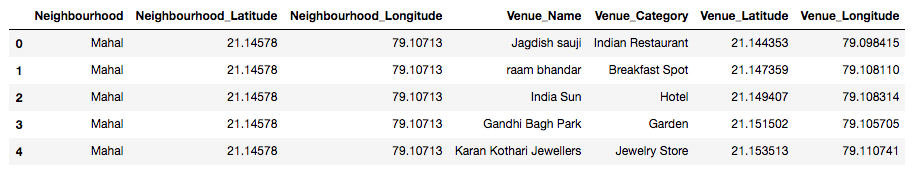 Neighbourhood Neighbourhood_Latitude Neighbourhood_Longitude Venue_Name Venue_Category Venue_Latitude Venue_Longitude
0 Mahal 21.14578 79.10713 Jagdish sauji Indian Restaurant 21.144353 79.098415
1 Mahal 21.14578 79.10713 raam bhandar Breakfast Spot 21.147359 79.108110
2 Mahal 21.14578 79.10713 India Sun Hotel 21.149407 79.108314
3 Mahal 21.14578 79.10713 Gandhi Bagh Park Garden 21.151502 79.105705
4 Mahal 21.14578 79.10713 Karan Kothari Jewellers Jewelry Store 21.153513 79.110741